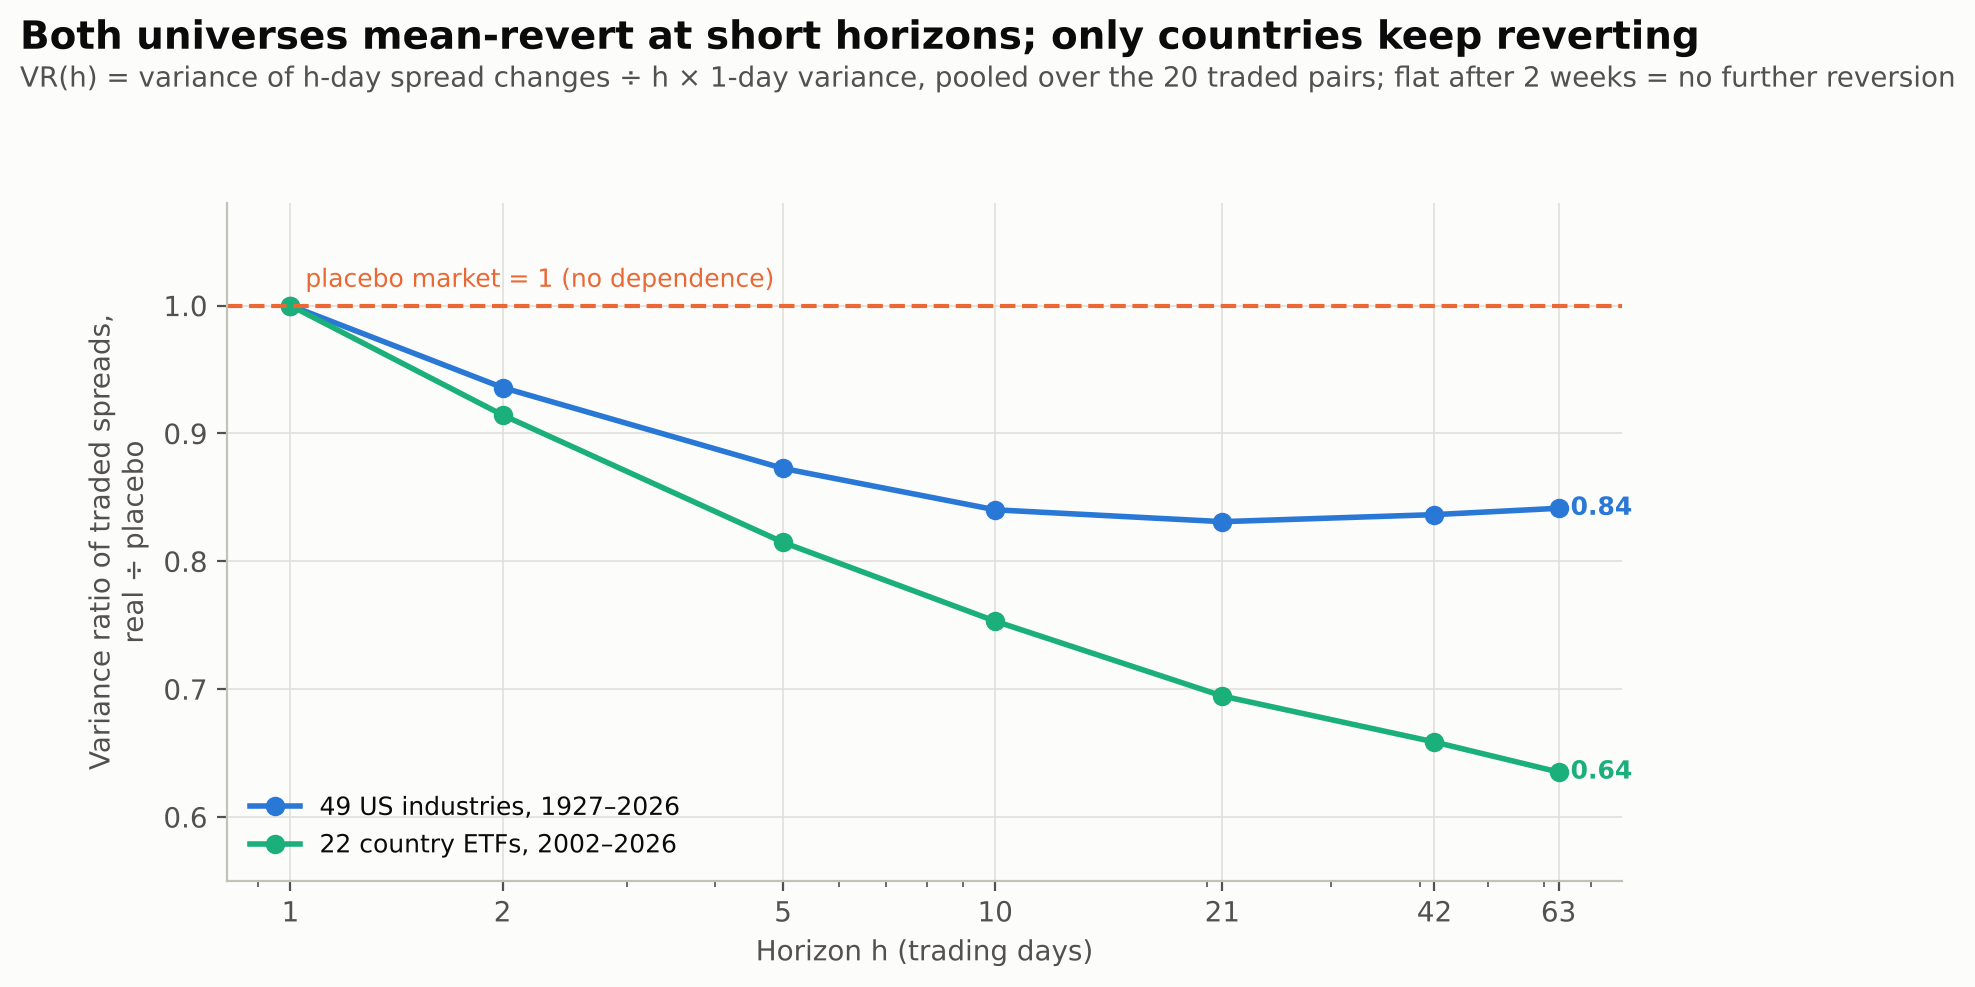 Both universes mean-revert at short horizons; only countries keep reverting
VR(h) = variance of h-day spread changes ÷ h × 1-day variance, pooled over the 20 traded pairs; flat after 2 weeks = no further reversion
placebo market = 1 (no dependence)
Variance ratio of traded spreads,
real ÷ placebo
1.0
0.9
0.8
0.7
0.6
0.84
0.64
49 US industries, 1927–2026
22 country ETFs, 2002–2026
1 2 5 10 21 42 63
Horizon h (trading days)